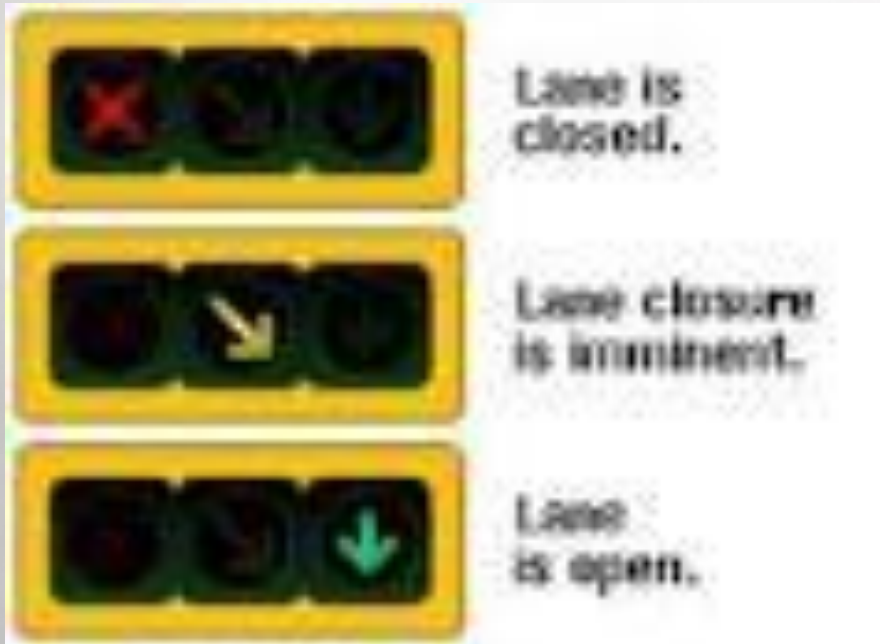 Lane is
closed.
Lane closure
is imminent.
Lane
is open.